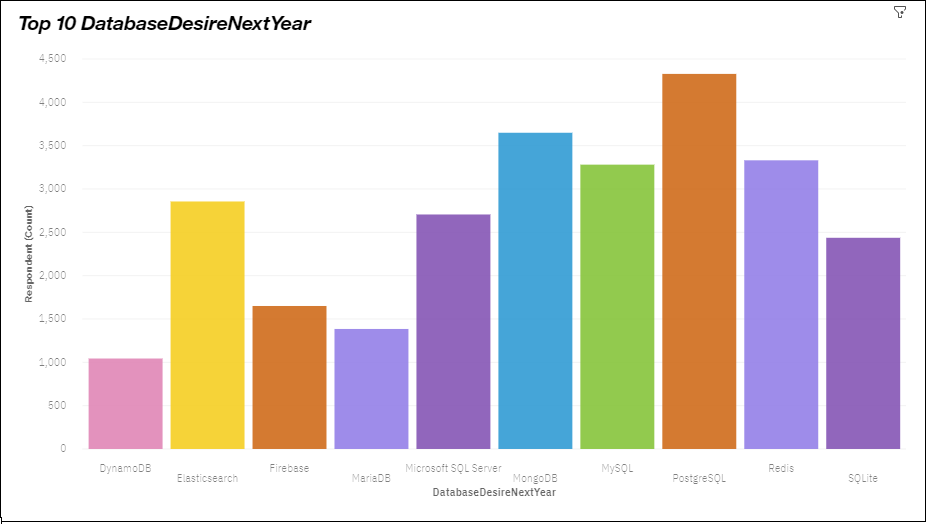 Top 10 DatabaseDesireNextYear
4,500
4,000
3,500
3,000
2,500
2,000
1,500
1,000
500
0
Respondent (Count)
DynamoDB
Elasticsearch
Firebase
MariaDB
Microsoft SQL Server
MongoDB
MySQL
PostgreSQL
Redis
SQLite
DatabaseDesireNextYear